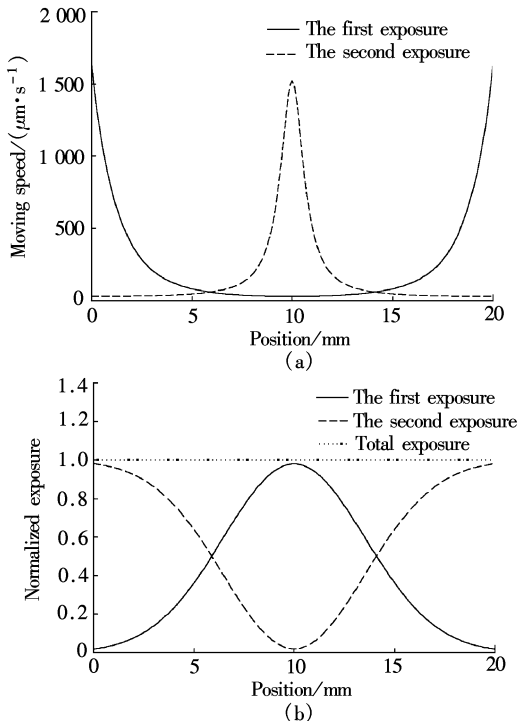 2 000
The first exposure
The second exposure
1 500
1 000
500
0
Moving speed/(μm·s⁻¹)
0 5 10 15 20
Position/mm
(a)
1.4
The first exposure
1.2
The second exposure
Total exposure
1.0
0.8
0.6
0.4
0.2
0
Normalized exposure
0 5 10 15 20
Position/mm
(b)